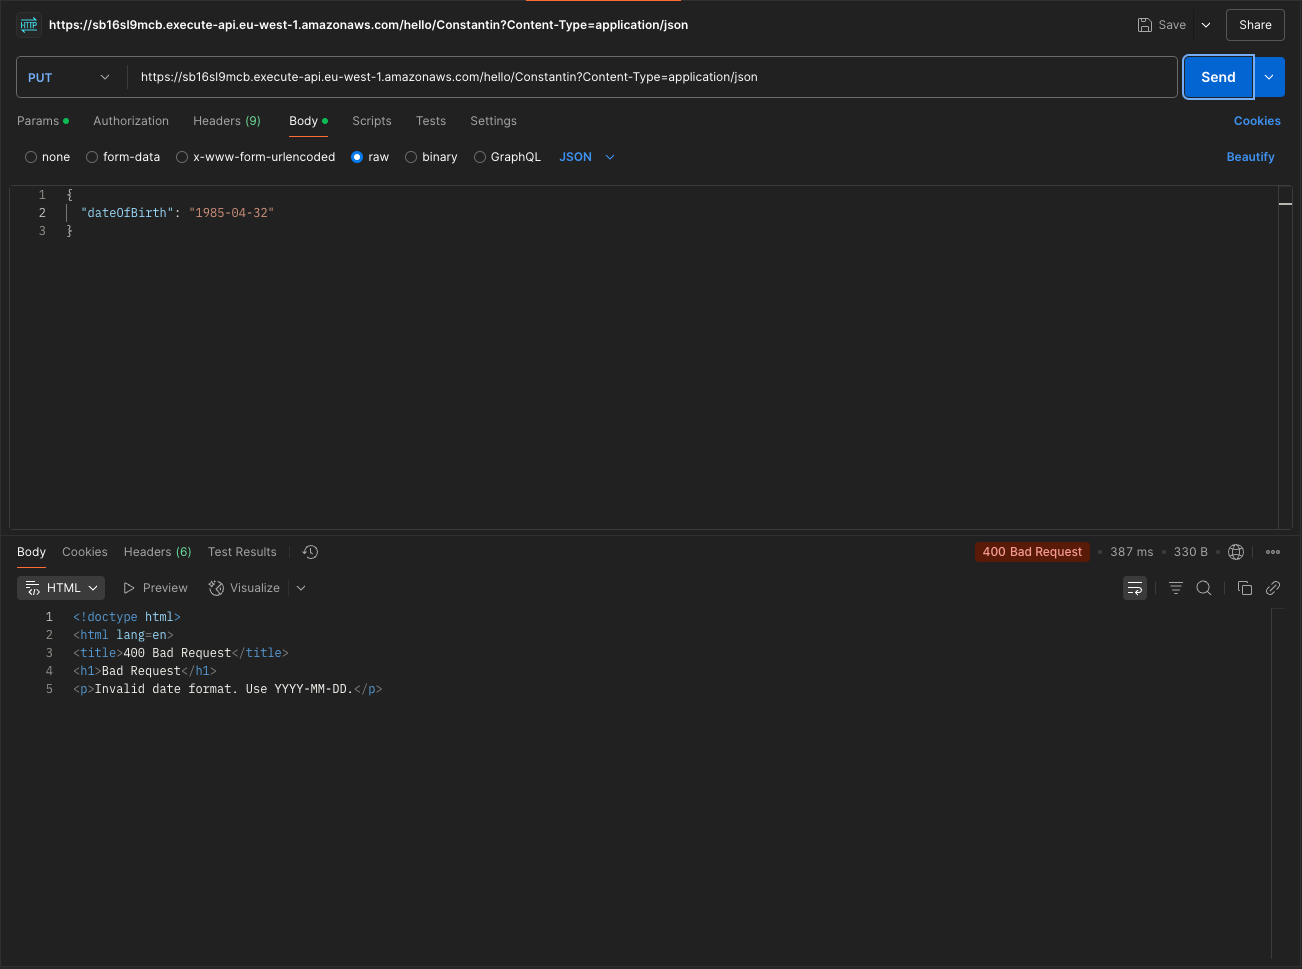 HTTP https://sb16sl9mcb.execute-api.eu-west-1.amazonaws.com/hello/Constantin?Content-Type=application/json Save Share
PUT https://sb16sl9mcb.execute-api.eu-west-1.amazonaws.com/hello/Constantin?Content-Type=application/json Send
Params Authorization Headers (9) Body Scripts Tests Settings Cookies
none form-data x-www-form-urlencoded raw binary GraphQL JSON Beautify
1 {
2 "dateOfBirth": "1985-04-32"
3 }
Body Cookies Headers (6) Test Results 400 Bad Request 387 ms 330 B
HTML Preview Visualize
1 <!doctype html>
2 <html lang=en>
3 <title>400 Bad Request</title>
4 <h1>Bad Request</h1>
5 <p>Invalid date format. Use YYYY-MM-DD.</p>